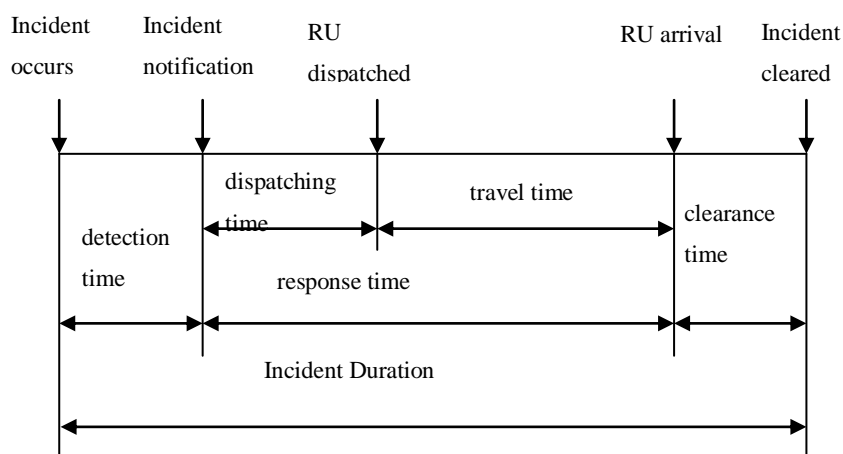 Incident
occurs
Incident
notification
RU
dispatched
RU arrival
Incident
cleared
dispatching
time
travel time
clearance
time
detection
time
response time
Incident Duration